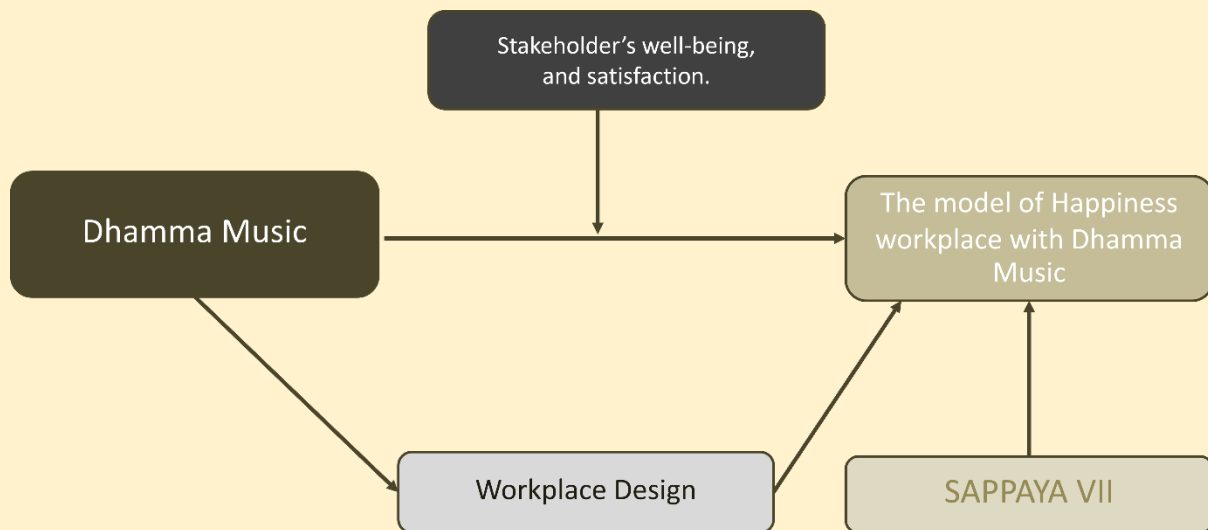 Stakeholder's well-being,
and satisfaction.
Dhamma Music
The model of Happiness
workplace with Dhamma
Music
Workplace Design
SAPPAYA VII